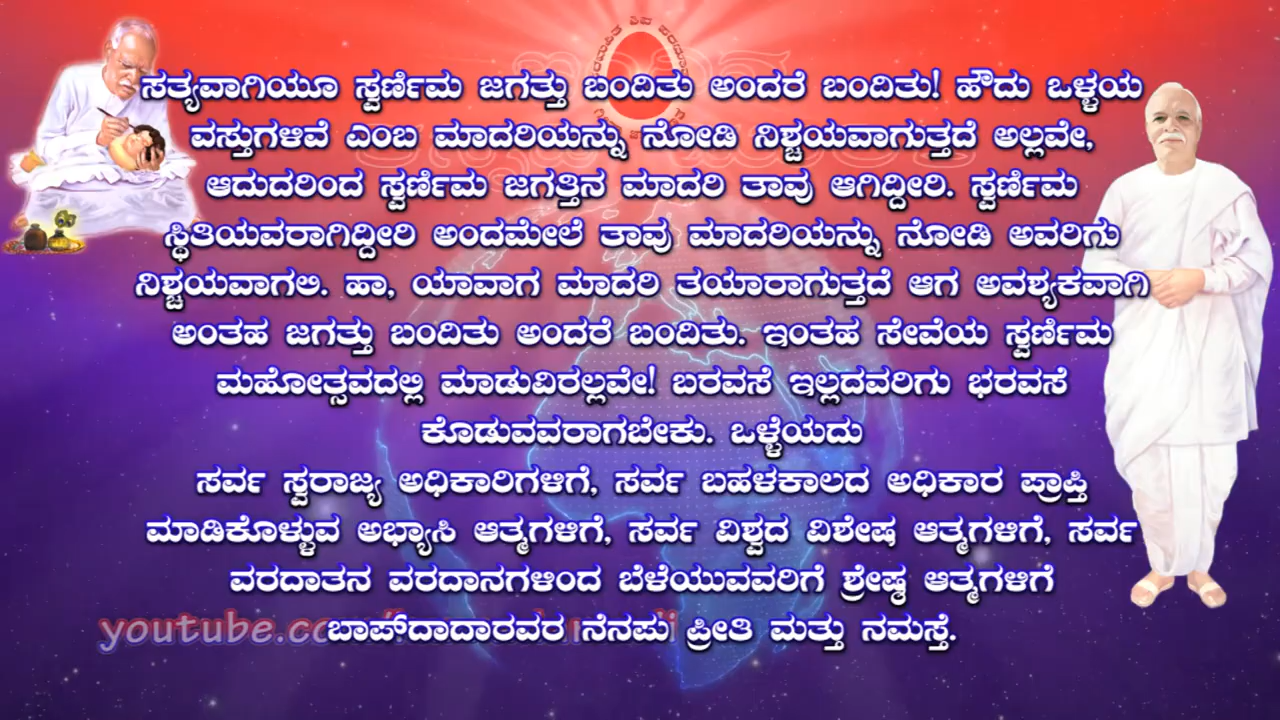 ಸತ್ಯವಾಗಿಯೂ ಸ್ವರ್ಣಿಮ ಜಗತ್ತು ಬಂದಿತು ಅಂದರೆ ಬಂದಿತು! ಹೌದು ಒಳ್ಳೆಯ
ವಸ್ತುಗಳಿವೆ ಎಂಬ ಮಾದರಿಯನ್ನು ನೋಡಿ ನಿಶ್ಚಯವಾಗುತ್ತದೆ ಅಲ್ಲವೇ,
ಆದುದರಿಂದ ಸ್ವರ್ಣಿಮ ಜಗತ್ತಿನ ಮಾದರಿ ತಾವು ಆಗಿದ್ದೀರಿ. ಸ್ವರ್ಣಿಮ
ಸ್ಥಿತಿಯವರಾಗಿದ್ದೀರಿ ಅಂದಮೇಲೆ ತಾವು ಮಾದರಿಯನ್ನು ನೋಡಿ ಅವರಿಗು
ನಿಶ್ಚಯವಾಗಲಿ. ಹಾ, ಯಾವಾಗ ಮಾದರಿ ತಯಾರಾಗುತ್ತದೆ ಆಗ ಅವಶ್ಯಕವಾಗಿ
ಅಂತಹ ಜಗತ್ತು ಬಂದಿತು ಅಂದರೆ ಬಂದಿತು. ಇಂತಹ ಸೇವೆಯ ಸ್ವರ್ಣಿಮ
ಮಹೋತ್ಸವದಲ್ಲಿ ಮಾಡುವಿರಲ್ಲವೇ! ಬರವಸೆ ಇಲ್ಲದವರಿಗು ಭರವಸೆ
ಕೊಡುವವರಾಗಬೇಕು. ಒಳ್ಳೆಯದು
ಸರ್ವ ಸ್ವರಾಜ್ಯ ಅಧಿಕಾರಿಗಳಿಗೆ, ಸರ್ವ ಬಹಳಕಾಲದ ಅಧಿಕಾರ ಪ್ರಾಪ್ತಿ
ಮಾಡಿಕೊಳ್ಳುವ ಅಭ್ಯಾಸಿ ಆತ್ಮಗಳಿಗೆ, ಸರ್ವ ವಿಶ್ವದ ವಿಶೇಷ ಆತ್ಮಗಳಿಗೆ, ಸರ್ವ
ವರದಾತನ ವರದಾನಗಳಿಂದ ಬೆಳೆಯುವವರಿಗೆ ಶ್ರೇಷ್ಠ ಆತ್ಮಗಳಿಗೆ
ಬಾಪ್‌ದಾದಾರವರ ನೆನಪು ಪ್ರೀತಿ ಮತ್ತು ನಮಸ್ತೆ.